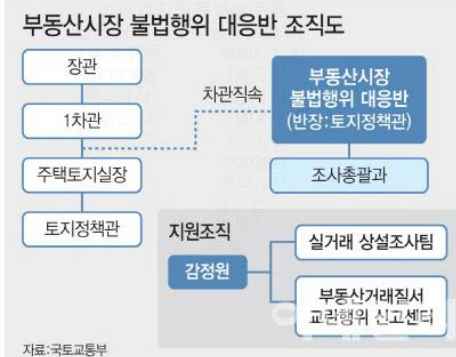 부동산시장 불법행위 대응반 조직도
장관
1차관
주택토지실장
토지정책관
차관직속
부동산시장
불법행위 대응반
(반장:토지정책관)
조사총괄과
지원조직
감정원
실거래 상설조사팀
부동산거래질서
교란행위 신고센터
자료:국토교통부